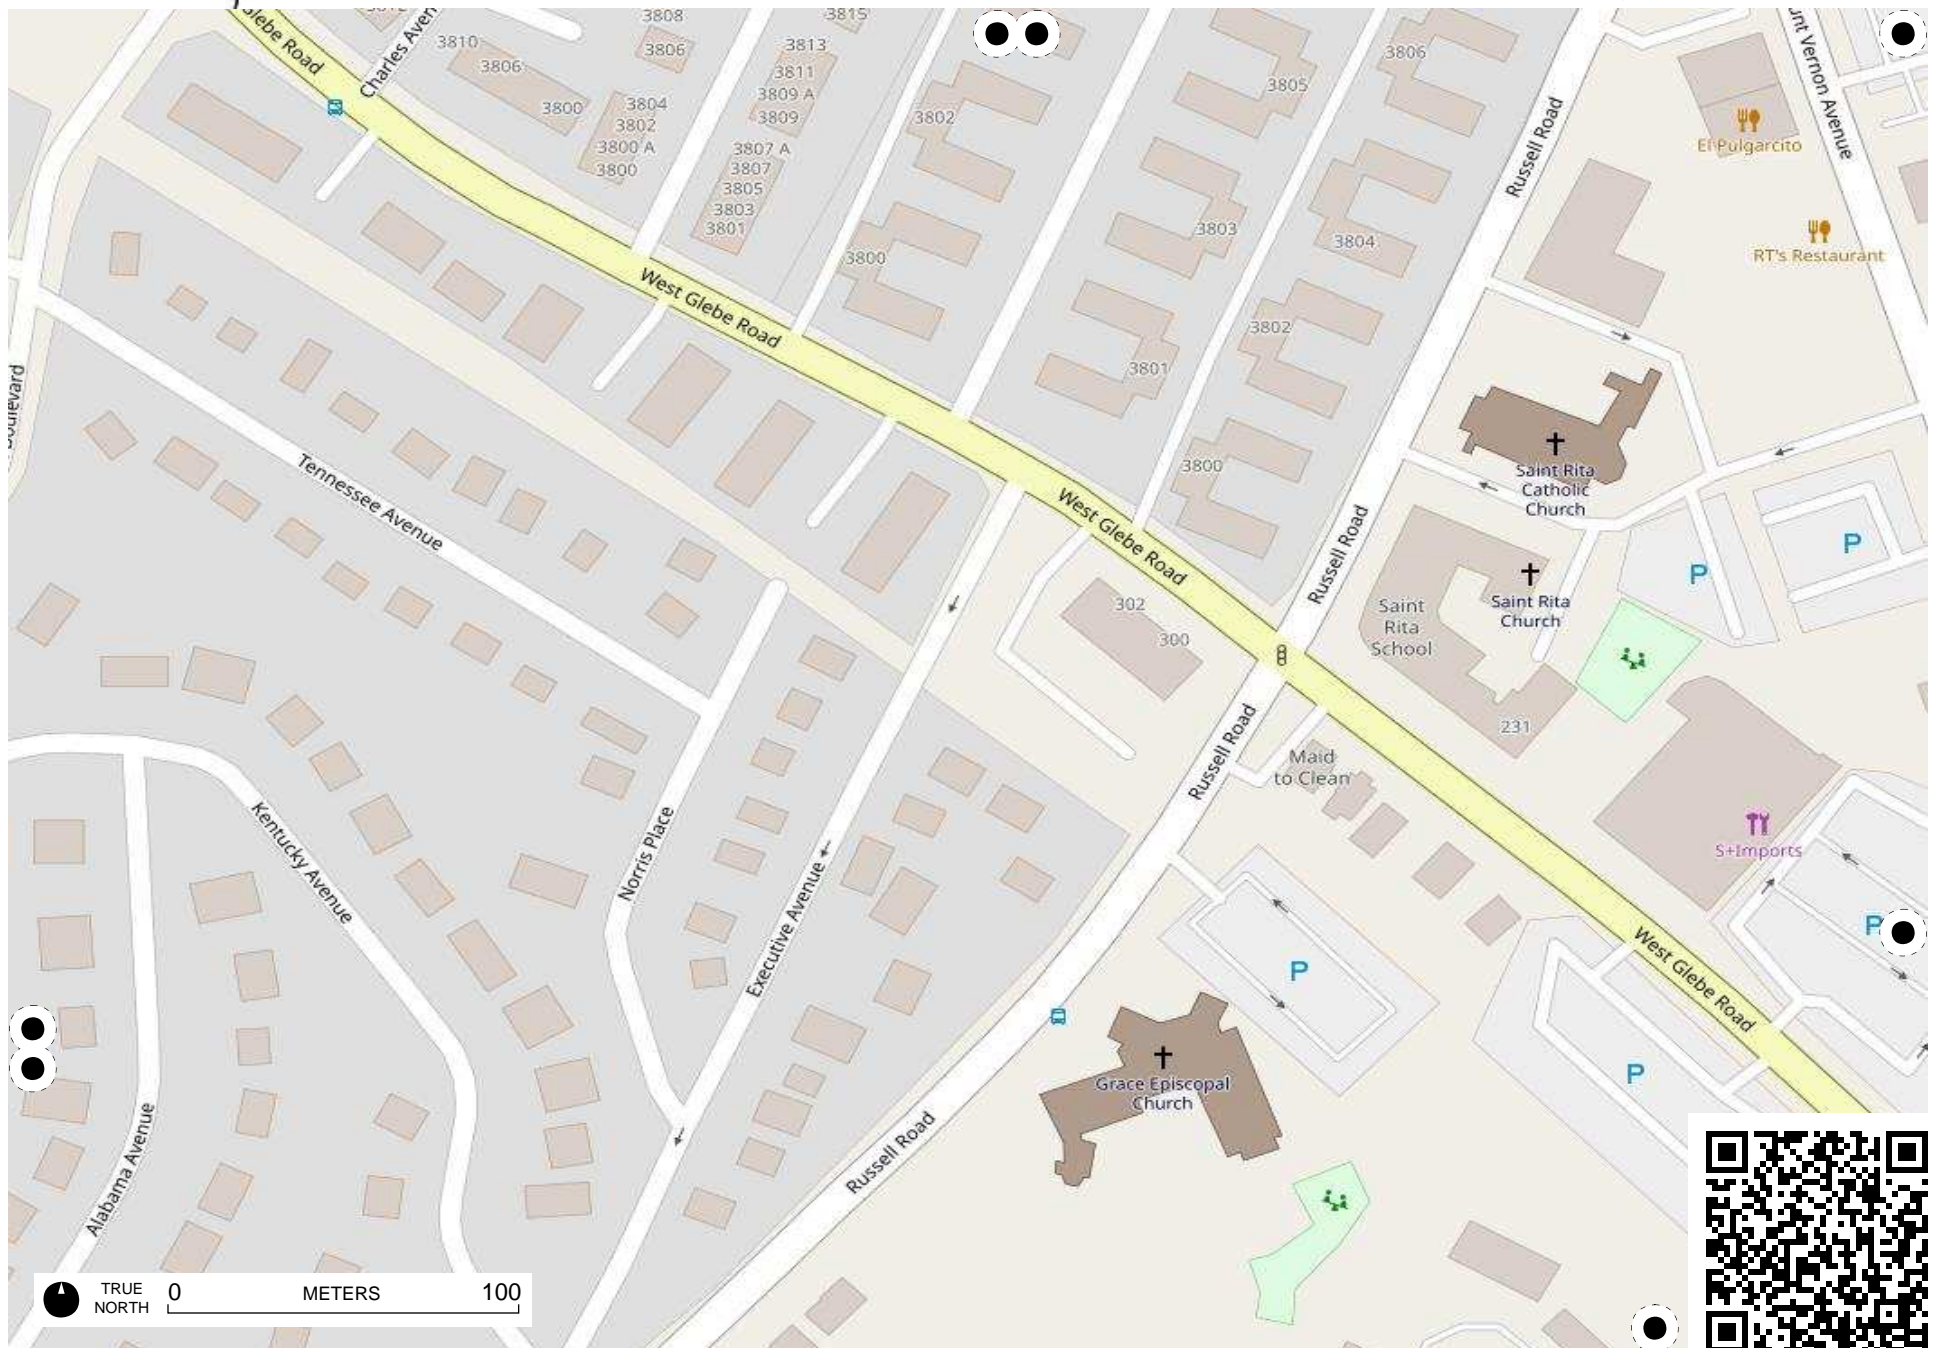 Glebe Road
Charles Aven
3810
3806
3800
3808
3806
3804
3802
3800 A
3800
3815
3813
3811
3809 A
3809
3807 A
3807
3805
3803
3801
3802
3800
3805
3803
3801
3806
3804
3802
3800
Russell Road
unt Vernon Avenue
El Pulgarcito
RT's Restaurant
West Glebe Road
West Glebe Road
Russell Road
Saint Rita
Catholic
Church
P
P
Saint Rita
Church
Saint
Rita
School
231
302
300
Boulevard
Tennessee Avenue
Russell Road
Maid
to Clean
S+Imports
P
Kentucky Avenue
Norris Place
Executive Avenue
West Glebe Road
P
P
Grace Episcopal
Church
Russell Road
Alabama Avenue
TRUE
NORTH
0 METERS 100